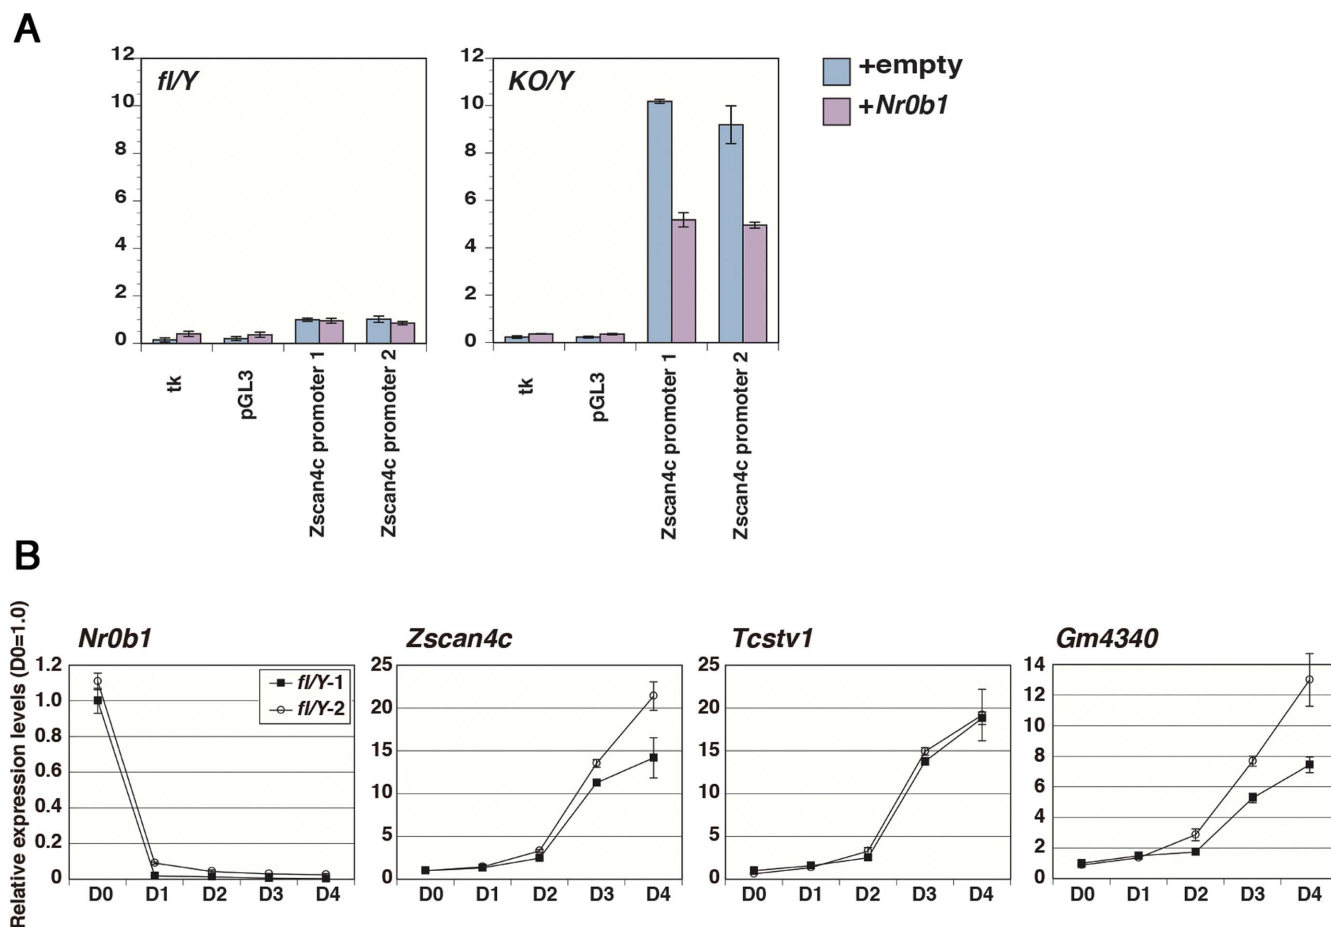 A
fl/Y
12
10
8
6
4
2
0
tk
pGL3
Zscan4c promoter 1
Zscan4c promoter 2
KO/Y
12
10
8
6
4
2
0
tk
pGL3
Zscan4c promoter 1
Zscan4c promoter 2
+empty
+Nr0b1
B
Relative expression levels (D0=1.0)
Nr0b1
1.2
1.0
0.8
0.6
0.4
0.2
0
fl/Y-1
fl/Y-2
D0 D1 D2 D3 D4
Zscan4c
25
20
15
10
5
0
D0 D1 D2 D3 D4
Tcstv1
25
20
15
10
5
0
D0 D1 D2 D3 D4
Gm4340
14
12
10
8
6
4
2
0
D0 D1 D2 D3 D4